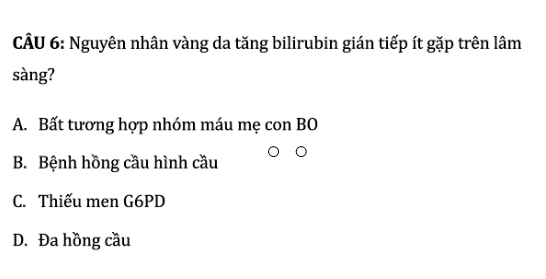 CÂU 6: Nguyên nhân vàng da tăng bilirubin gián tiếp ít gặp trên lâm
sàng?
A. Bất tương hợp nhóm máu mẹ con BO
B. Bệnh hồng cầu hình cầu
C. Thiếu men G6PD
D. Đa hồng cầu